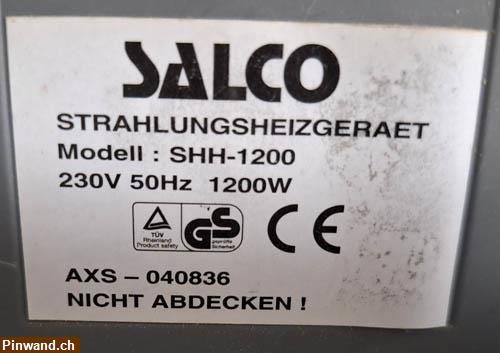 SALCO
STRAHLUNGSHEIZGERAET
Modell : SHH-1200
230V 50Hz 1200W
TÜV
Rheinland
Product safety
GS
geprüfte
Sicherheit
CE
AXS – 040836
NICHT ABDECKEN !
Pinwand.ch